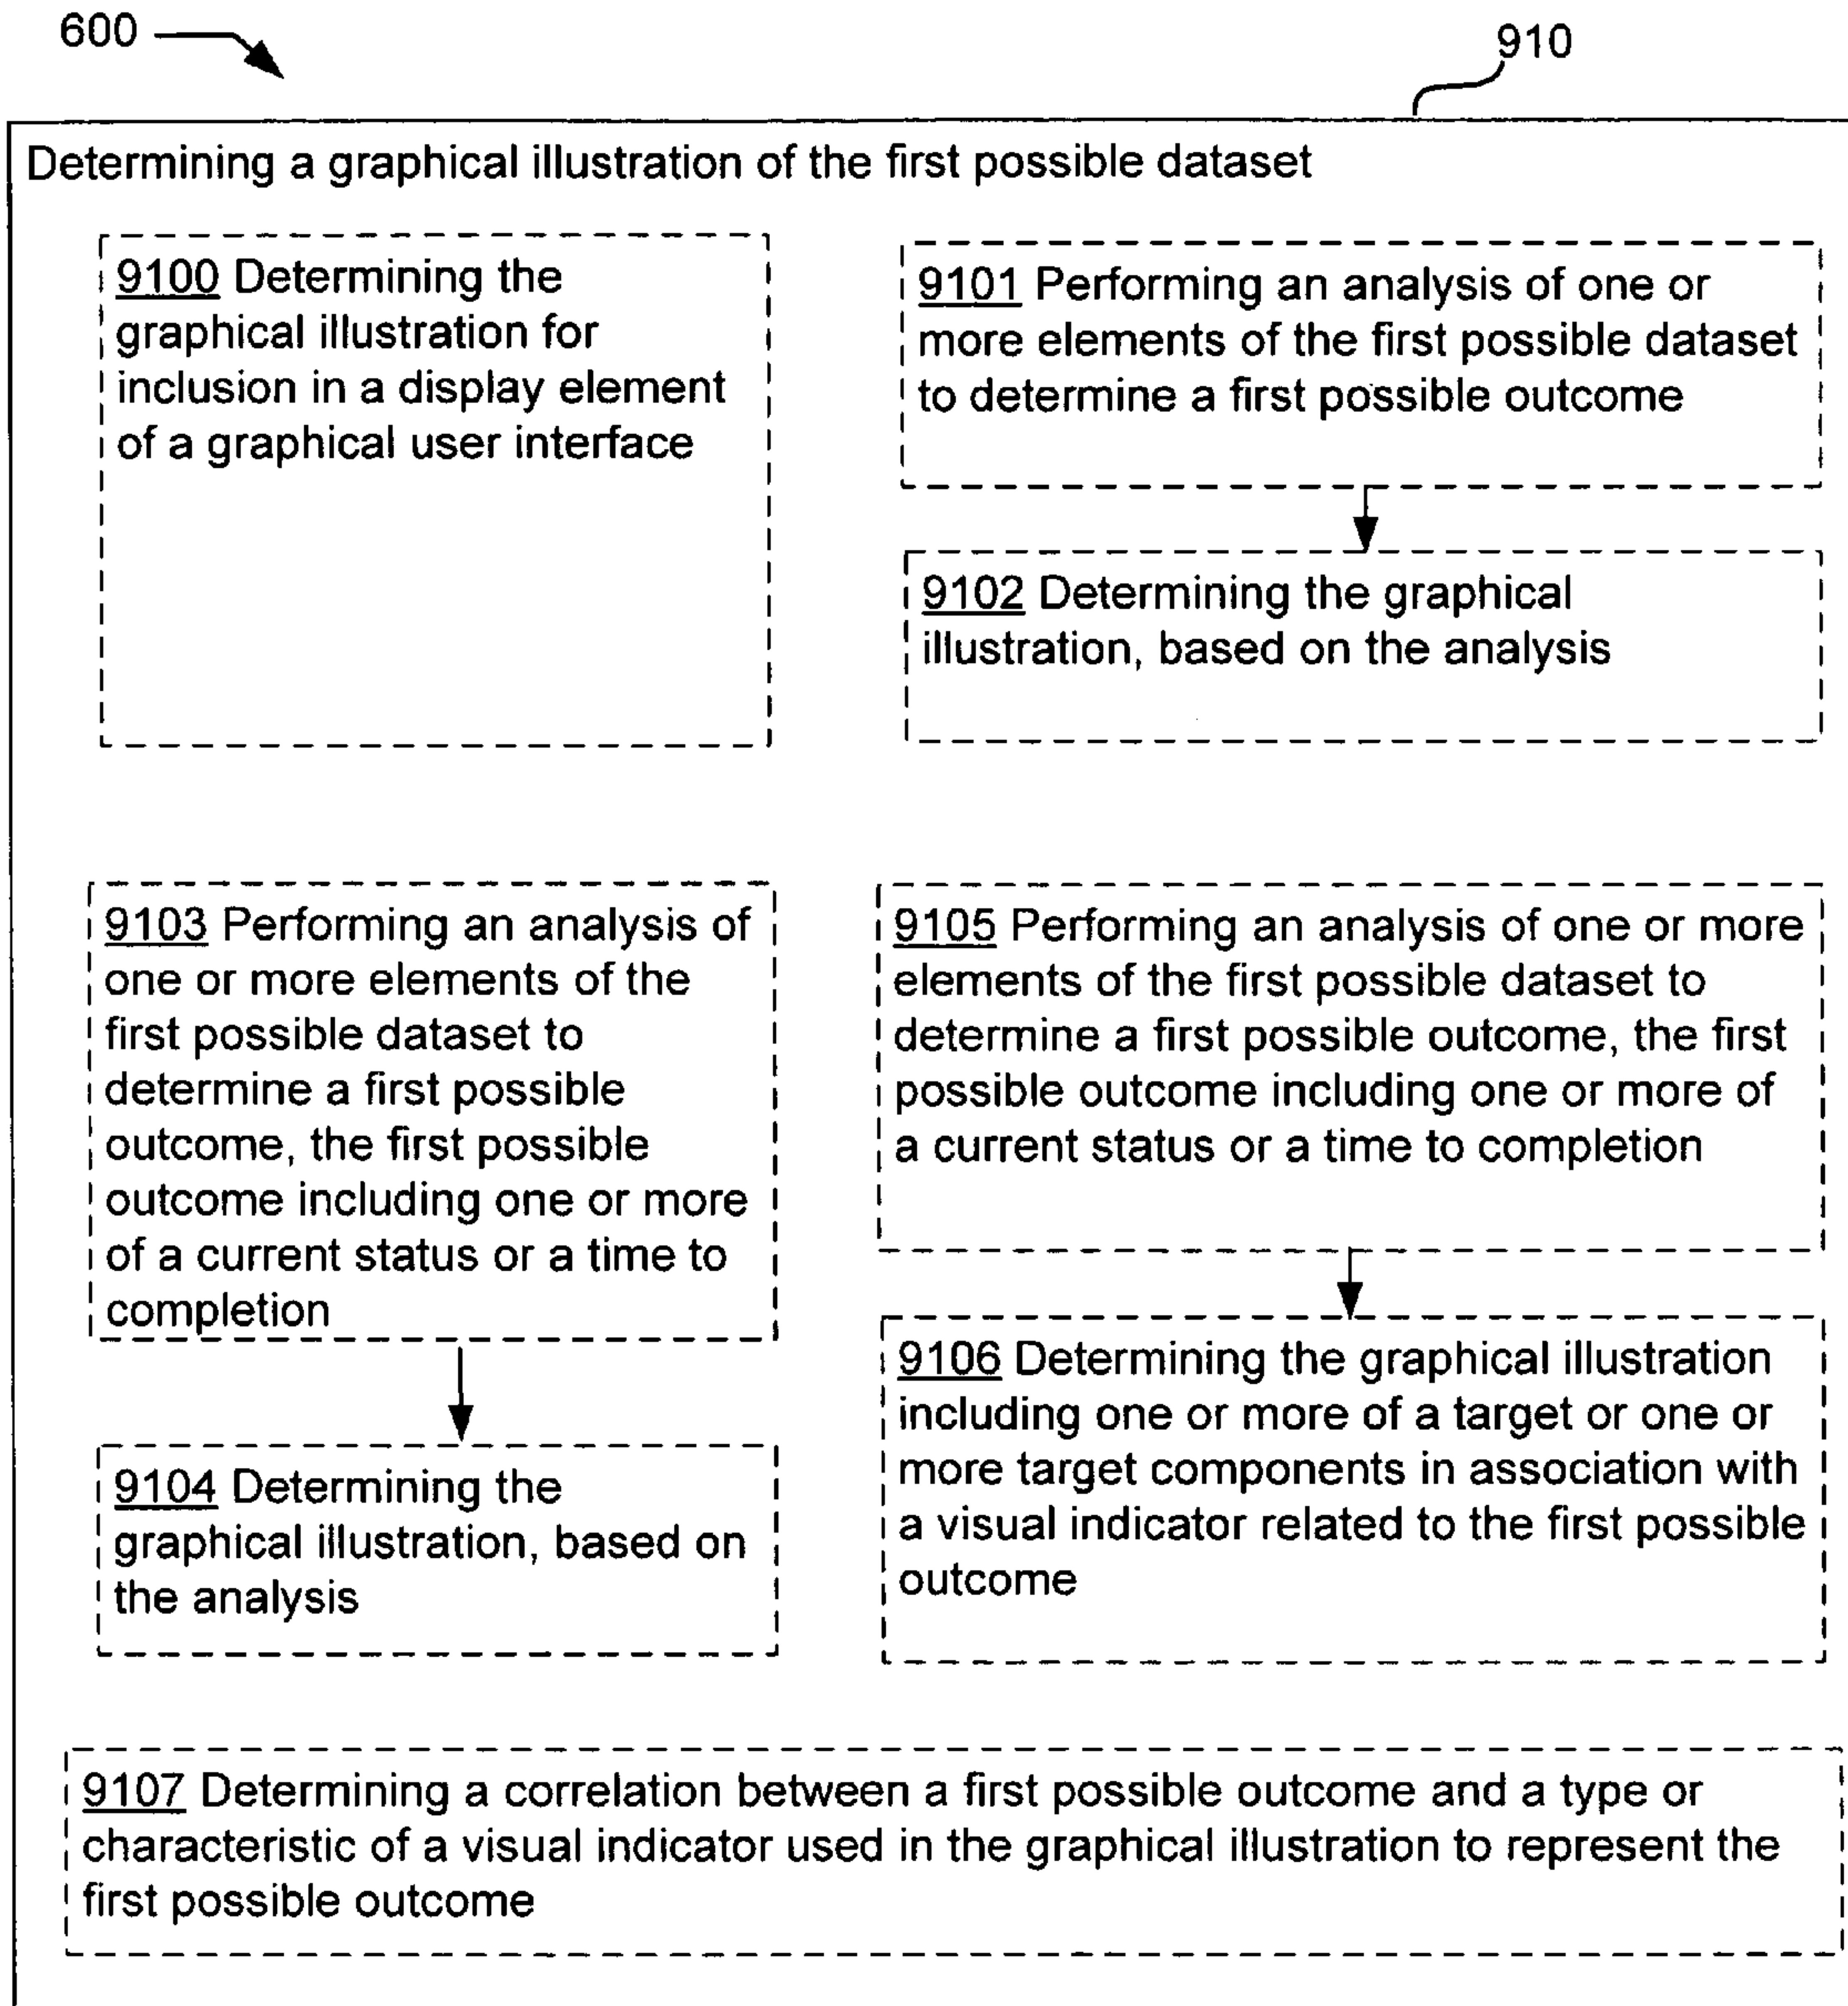 600
910
Determining a graphical illustration of the first possible dataset
9100 Determining the
graphical illustration for
inclusion in a display element
of a graphical user interface
9101 Performing an analysis of one or
more elements of the first possible dataset
to determine a first possible outcome
9102 Determining the graphical
illustration, based on the analysis
9103 Performing an analysis of
one or more elements of the
first possible dataset to
determine a first possible
outcome, the first possible
outcome including one or more
of a current status or a time to
completion
9104 Determining the
graphical illustration, based on
the analysis
9105 Performing an analysis of one or more
elements of the first possible dataset to
determine a first possible outcome, the first
possible outcome including one or more of
a current status or a time to completion
9106 Determining the graphical illustration
including one or more of a target or one or
more target components in association with
a visual indicator related to the first possible
outcome
9107 Determining a correlation between a first possible outcome and a type or
characteristic of a visual indicator used in the graphical illustration to represent the
first possible outcome